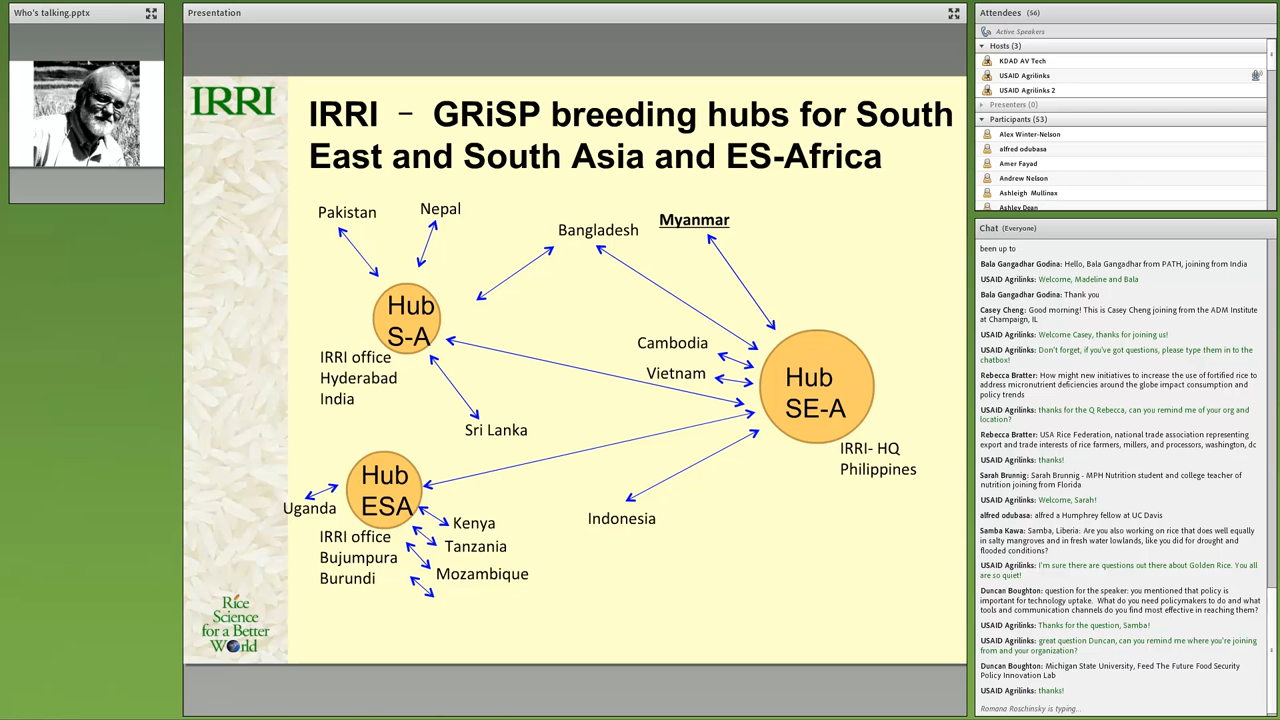 Who's talking.pptx
Presentation
IRRI
IRRI – GRiSP breeding hubs for South
East and South Asia and ES-Africa
Pakistan
Nepal
Bangladesh
Myanmar
Hub
S-A
IRRI office
Hyderabad
India
Sri Lanka
Cambodia
Vietnam
Hub
SE-A
IRRI- HQ
Philippines
Indonesia
Hub
ESA
Uganda
IRRI office
Bujumpura
Burundi
Kenya
Tanzania
Mozambique
Rice
Science
for a Better
World
Attendees (56)
Active Speakers
Hosts (3)
KDAD AV Tech
USAID Agrilinks
USAID Agrilinks 2
Presenters (0)
Participants (53)
Alex Winter-Nelson
alfred odubasa
Amer Fayad
Andrew Nelson
Ashleigh Mullinax
Ashley Dean
Chat (Everyone)
been up to
Bala Gangadhar Godina: Hello, Bala Gangadhar from PATH, joining from India
USAID Agrilinks: Welcome, Madeline and Bala
Bala Gangadhar Godina: Thank you
Casey Cheng: Good morning! This is Casey Cheng joining from the ADM Institute
at Champaign, IL
USAID Agrilinks: Welcome Casey, thanks for joining us!
USAID Agrilinks: Don't forget, if you've got questions, please type them in to the
chatbox!
Rebecca Bratter: How might new initiatives to increase the use of fortified rice to
address micronutrient deficiencies around the globe impact consumption and
policy trends
USAID Agrilinks: thanks for the Q Rebecca, can you remind me of your org and
location?
Rebecca Bratter: USA Rice Federation, national trade association representing
export and trade interests of rice farmers, millers, and processors, washington, dc
USAID Agrilinks: thanks!
Sarah Brunnig: Sarah Brunnig - MPH Nutrition student and college teacher of
nutrition joining from Florida
USAID Agrilinks: Welcome, Sarah!
alfred odubasa: alfred a Humphrey fellow at UC Davis
Samba Kawa: Samba, Liberia: Are you also working on rice that does well equally
in salty mangroves and in fresh water lowlands, like you did for drought and
flooded conditions?
USAID Agrilinks: I'm sure there are questions out there about Golden Rice. You all
are so quiet!
Duncan Boughton: question for the speaker: you mentioned that policy is
important for technology uptake. What do you need policymakers to do and what
tools and communication channels do you find most effective in reaching them?
USAID Agrilinks: Thanks for the question, Samba!
USAID Agrilinks: great question Duncan, can you remind me where you're joining
from and your organization?
Duncan Boughton: Michigan State University, Feed The Future Food Security
Policy Innovation Lab
USAID Agrilinks: thanks!
Romana Roschinsky is typing...